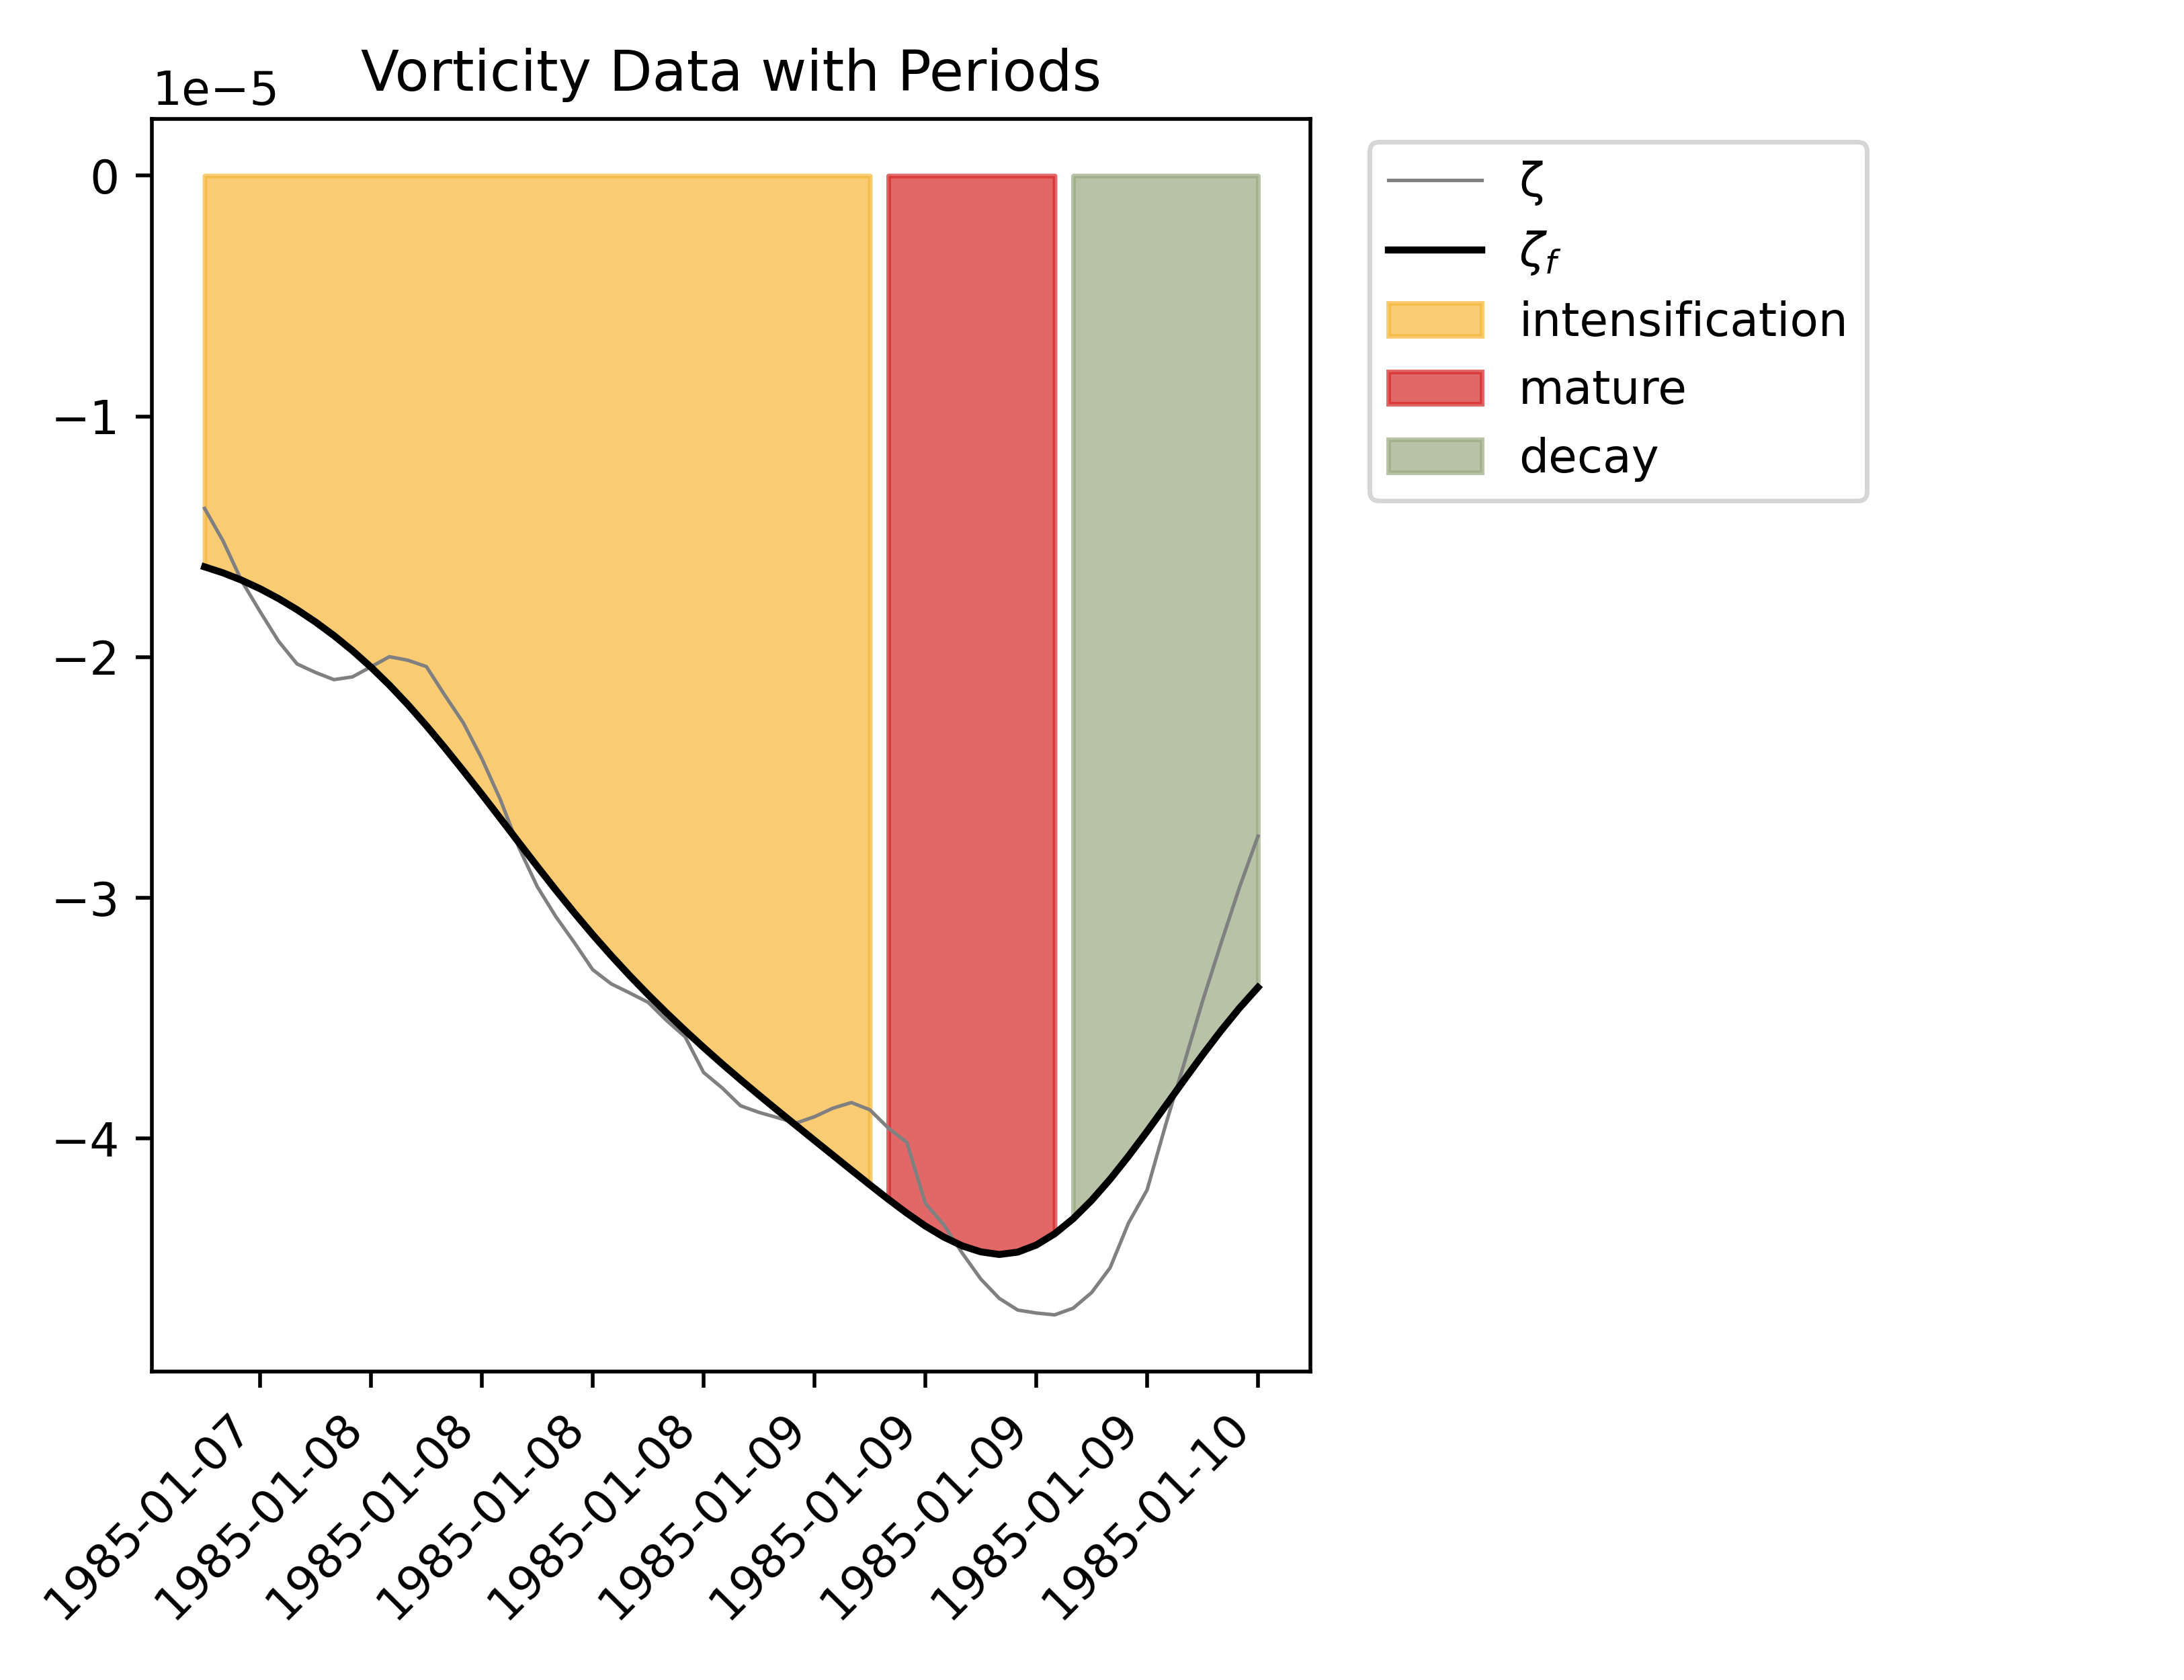 Vorticity Data with Periods
1e−5
0
−1
−2
−3
−4
1985-01-07
1985-01-08
1985-01-08
1985-01-08
1985-01-08
1985-01-09
1985-01-09
1985-01-09
1985-01-09
1985-01-10
ζ
ζf
intensification
mature
decay